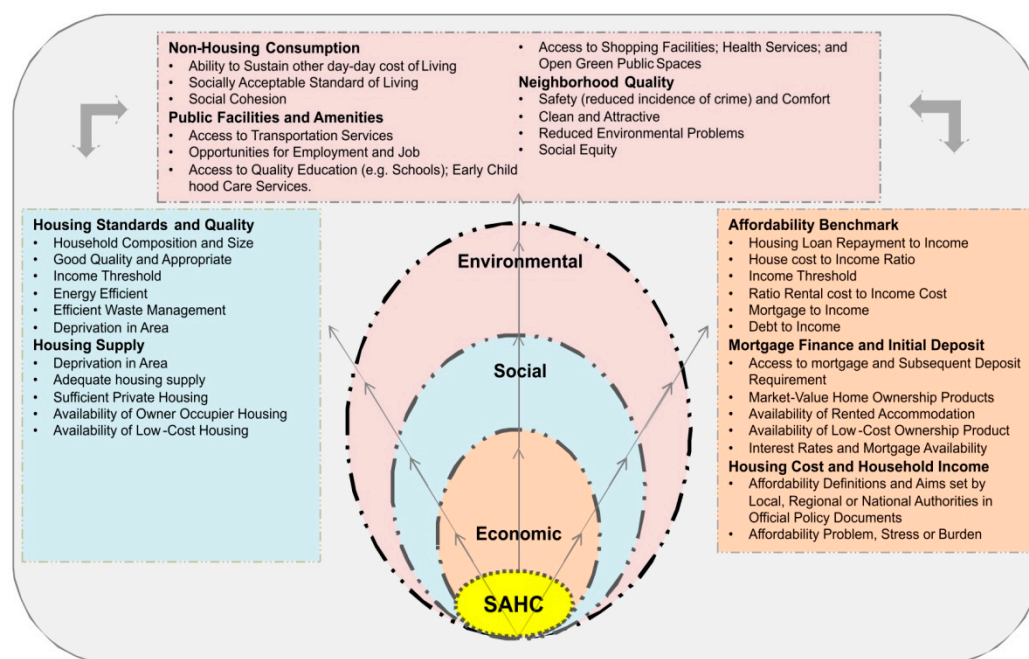 Non-Housing Consumption
• Ability to Sustain other day-day cost of Living
• Socially Acceptable Standard of Living
• Social Cohesion
Public Facilities and Amenities
• Access to Transportation Services
• Opportunities for Employment and Job
• Access to Quality Education (e.g. Schools); Early Child
hood Care Services.
• Access to Shopping Facilities; Health Services; and
Open Green Public Spaces
Neighborhood Quality
• Safety (reduced incidence of crime) and Comfort
• Clean and Attractive
• Reduced Environmental Problems
• Social Equity
Housing Standards and Quality
• Household Composition and Size
• Good Quality and Appropriate
• Income Threshold
• Energy Efficient
• Efficient Waste Management
• Deprivation in Area
Housing Supply
• Deprivation in Area
• Adequate housing supply
• Sufficient Private Housing
• Availability of Owner Occupier Housing
• Availability of Low-Cost Housing
Environmental
Social
Economic
SAHC
Affordability Benchmark
• Housing Loan Repayment to Income
• House cost to Income Ratio
• Income Threshold
• Ratio Rental cost to Income Cost
• Mortgage to Income
• Debt to Income
Mortgage Finance and Initial Deposit
• Access to mortgage and Subsequent Deposit
Requirement
• Market-Value Home Ownership Products
• Availability of Rented Accommodation
• Availability of Low-Cost Ownership Product
• Interest Rates and Mortgage Availability
Housing Cost and Household Income
• Affordability Definitions and Aims set by
Local, Regional or National Authorities in
Official Policy Documents
• Affordability Problem, Stress or Burden